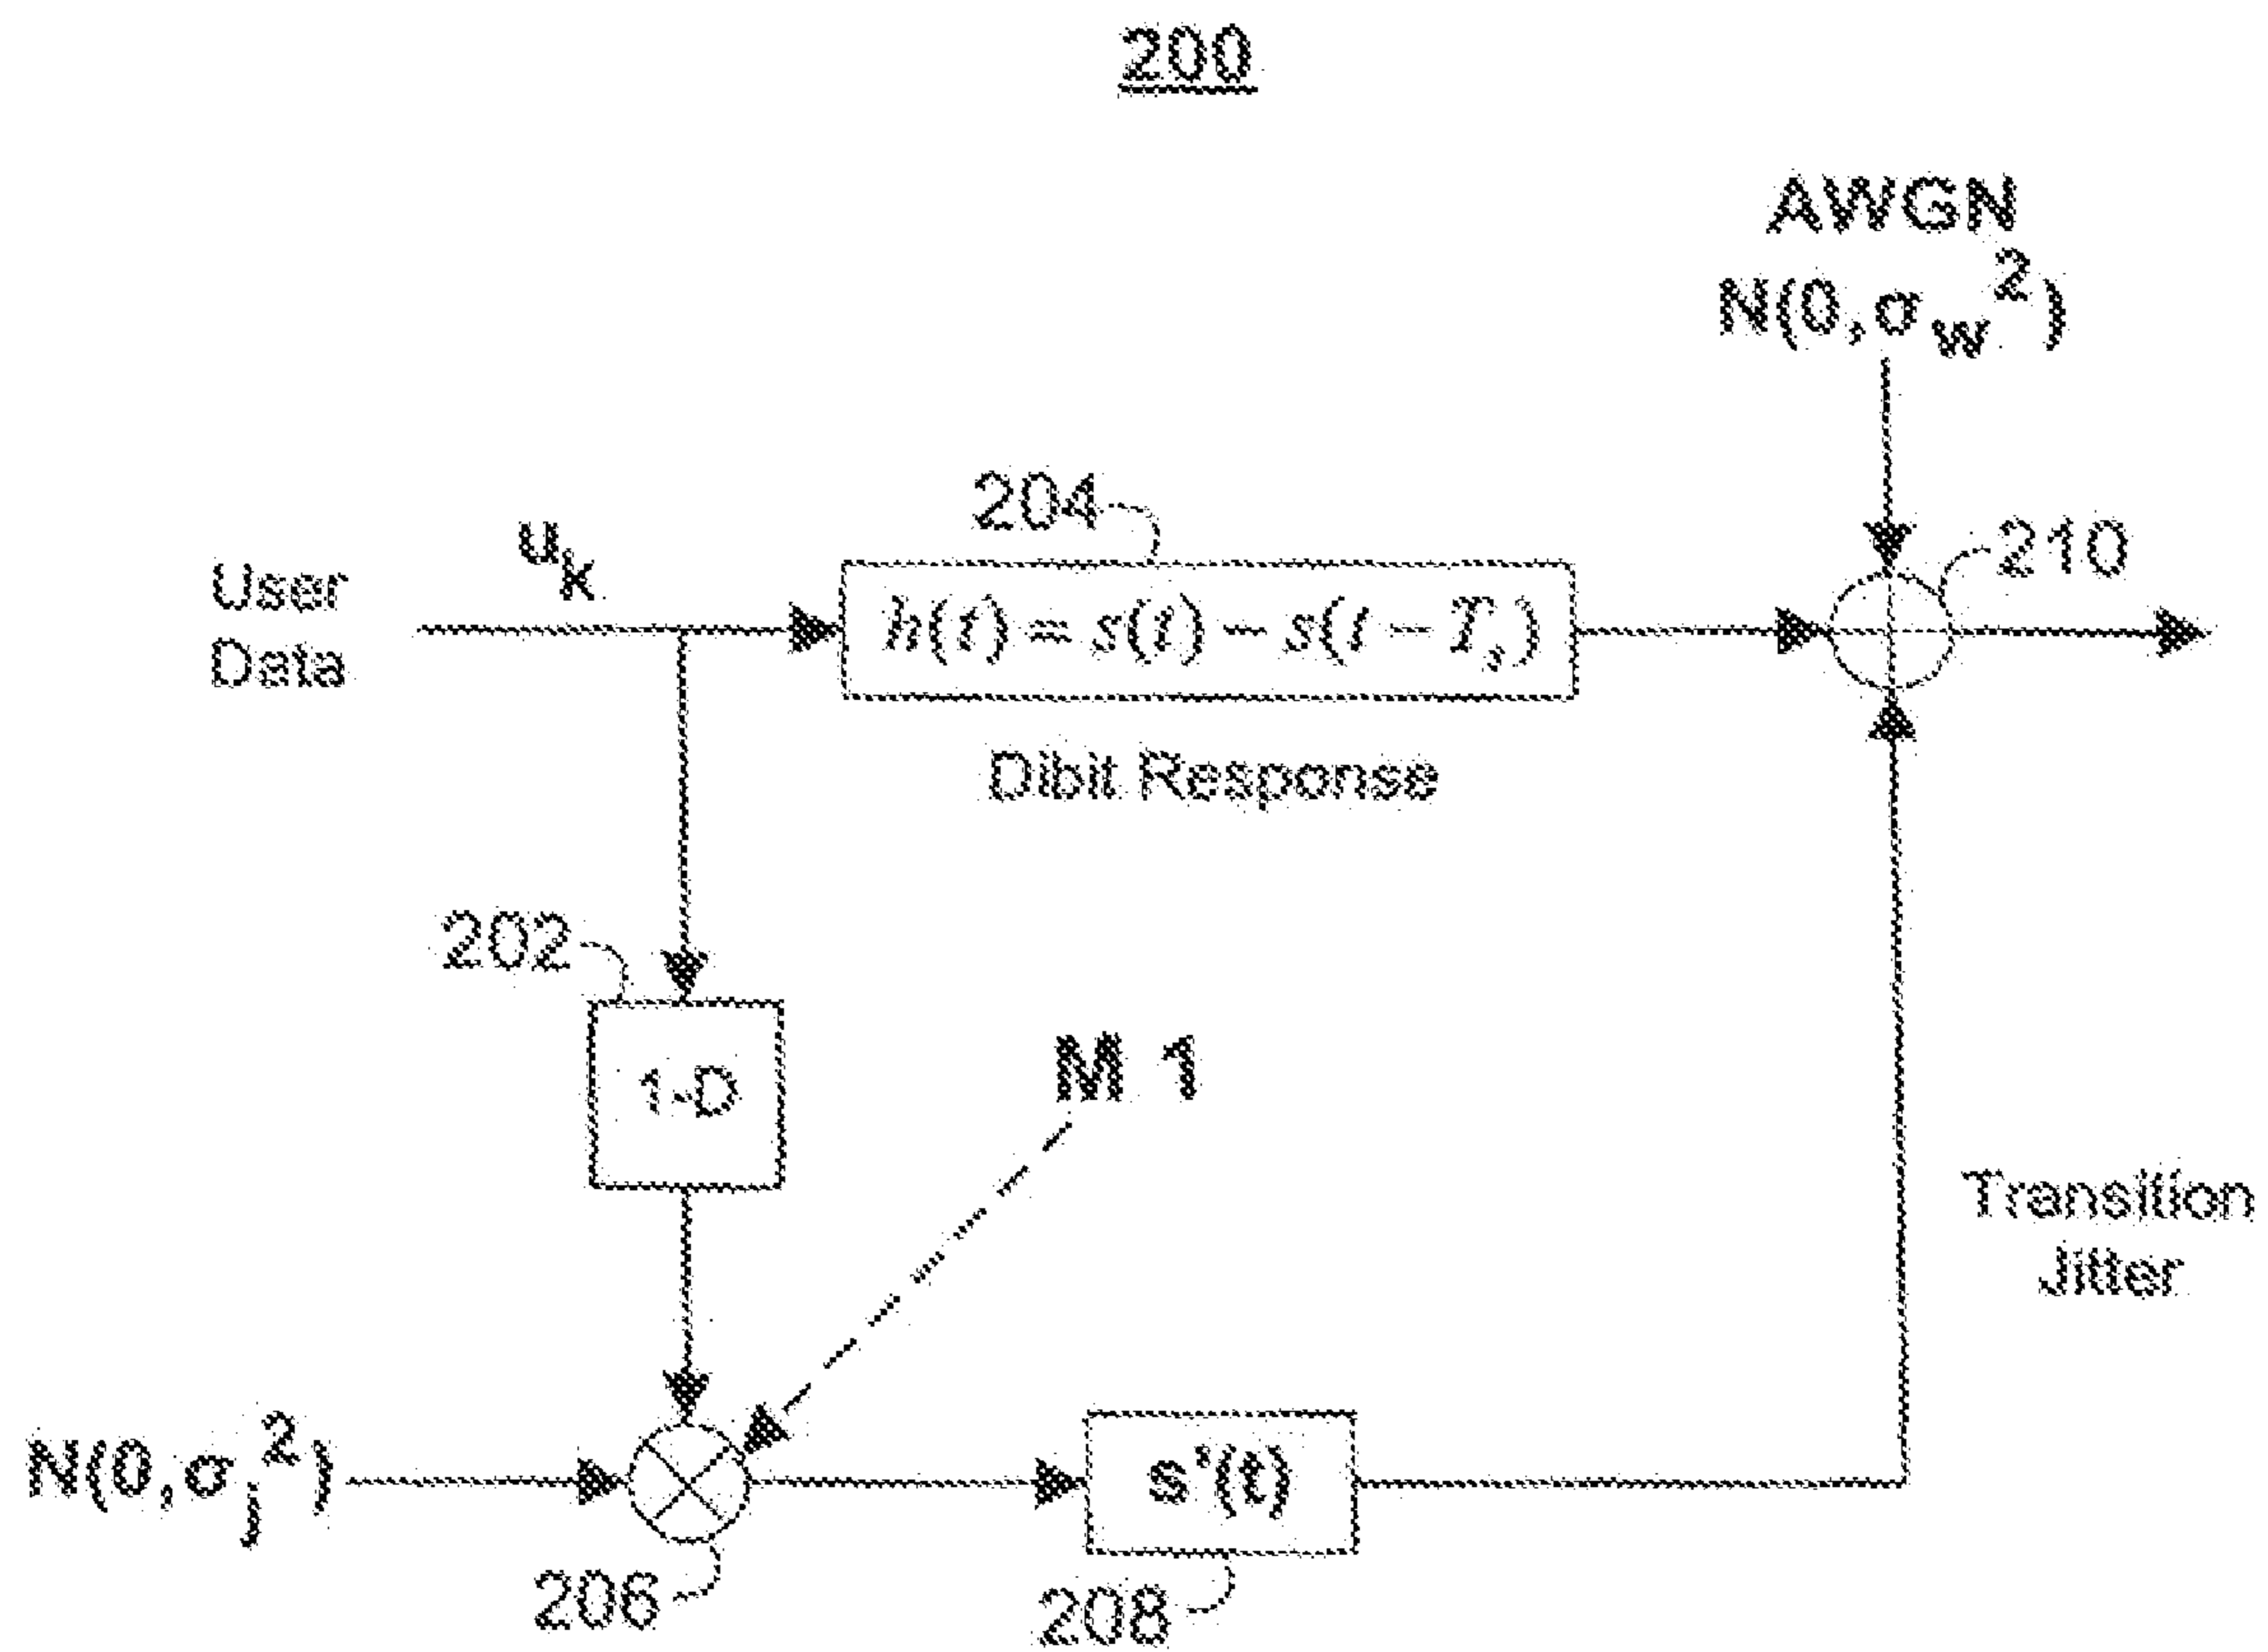 200
AWGN
N(0,σw²)
204
uk
210
User
Data
h(t) = s(t) − s(t − Ts)
Dibit Response
202
1-D
M 1
Transition
Jitter
N(0,σj²)
s'(t)
206
208